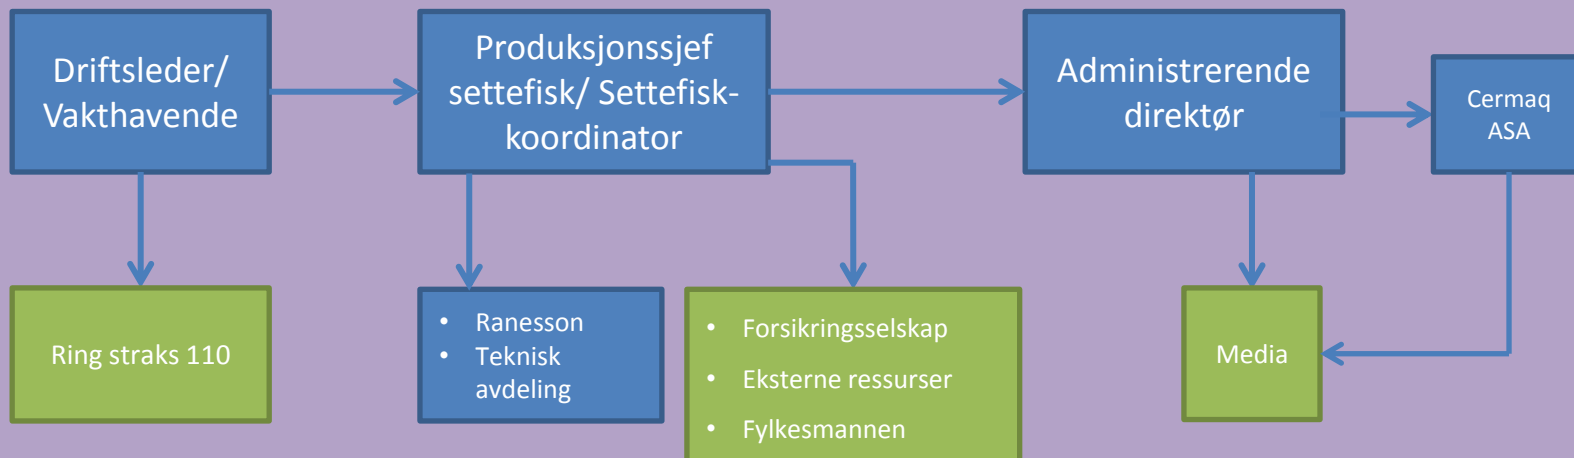 Driftsleder/
Vakthavende
Produksjonssjef
settefisk/ Settefisk-
koordinator
Administrerende
direktør
Cermaq
ASA
Ring straks 110
• Ranesson
• Teknisk
avdeling
• Forsikringsselskap
• Eksterne ressurser
• Fylkesmannen
Media